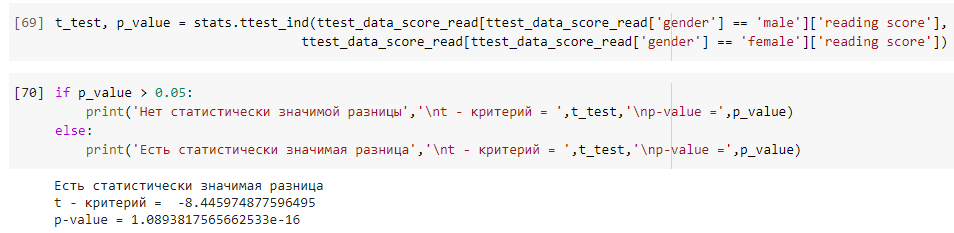 [69] t_test, p_value = stats.ttest_ind(ttest_data_score_read[ttest_data_score_read['gender'] == 'male']['reading score'],
ttest_data_score_read[ttest_data_score_read['gender'] == 'female']['reading score'])
[70] if p_value > 0.05:
print('Нет статистически значимой разницы','\nt - критерий = ',t_test,'\np-value =',p_value)
else:
print('Есть статистически значимая разница','\nt - критерий = ',t_test,'\np-value =',p_value)
Есть статистически значимая разница
t - критерий =  -8.445974877596495
p-value = 1.0893817565662533e-16